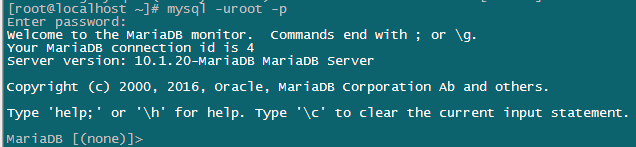 [root@localhost ~]# mysql -uroot -p
Enter password:
Welcome to the MariaDB monitor.  Commands end with ; or \g.
Your MariaDB connection id is 4
Server version: 10.1.20-MariaDB MariaDB Server
Copyright (c) 2000, 2016, Oracle, MariaDB Corporation Ab and others.
Type 'help;' or '\h' for help. Type '\c' to clear the current input statement.
MariaDB [(none)]>